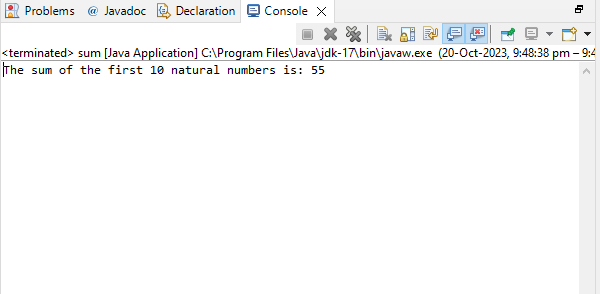 Problems @ Javadoc Declaration Console
<terminated> sum [Java Application] C:\Program Files\Java\jdk-17\bin\javaw.exe (20-Oct-2023, 9:48:38 pm – 9:4
The sum of the first 10 natural numbers is: 55